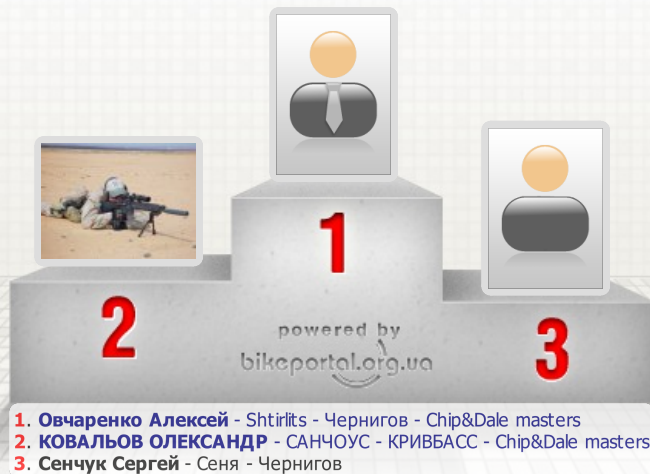 1
2
3
powered by
bikeportal.org.ua
1. Овчаренко Алексей - Shtirlits - Чернигов - Chip&Dale masters
2. КОВАЛЬОВ ОЛЕКСАНДР - САНЧОУС - КРИВБАСС - Chip&Dale masters
3. Сенчук Сергей - Сеня - Чернигов